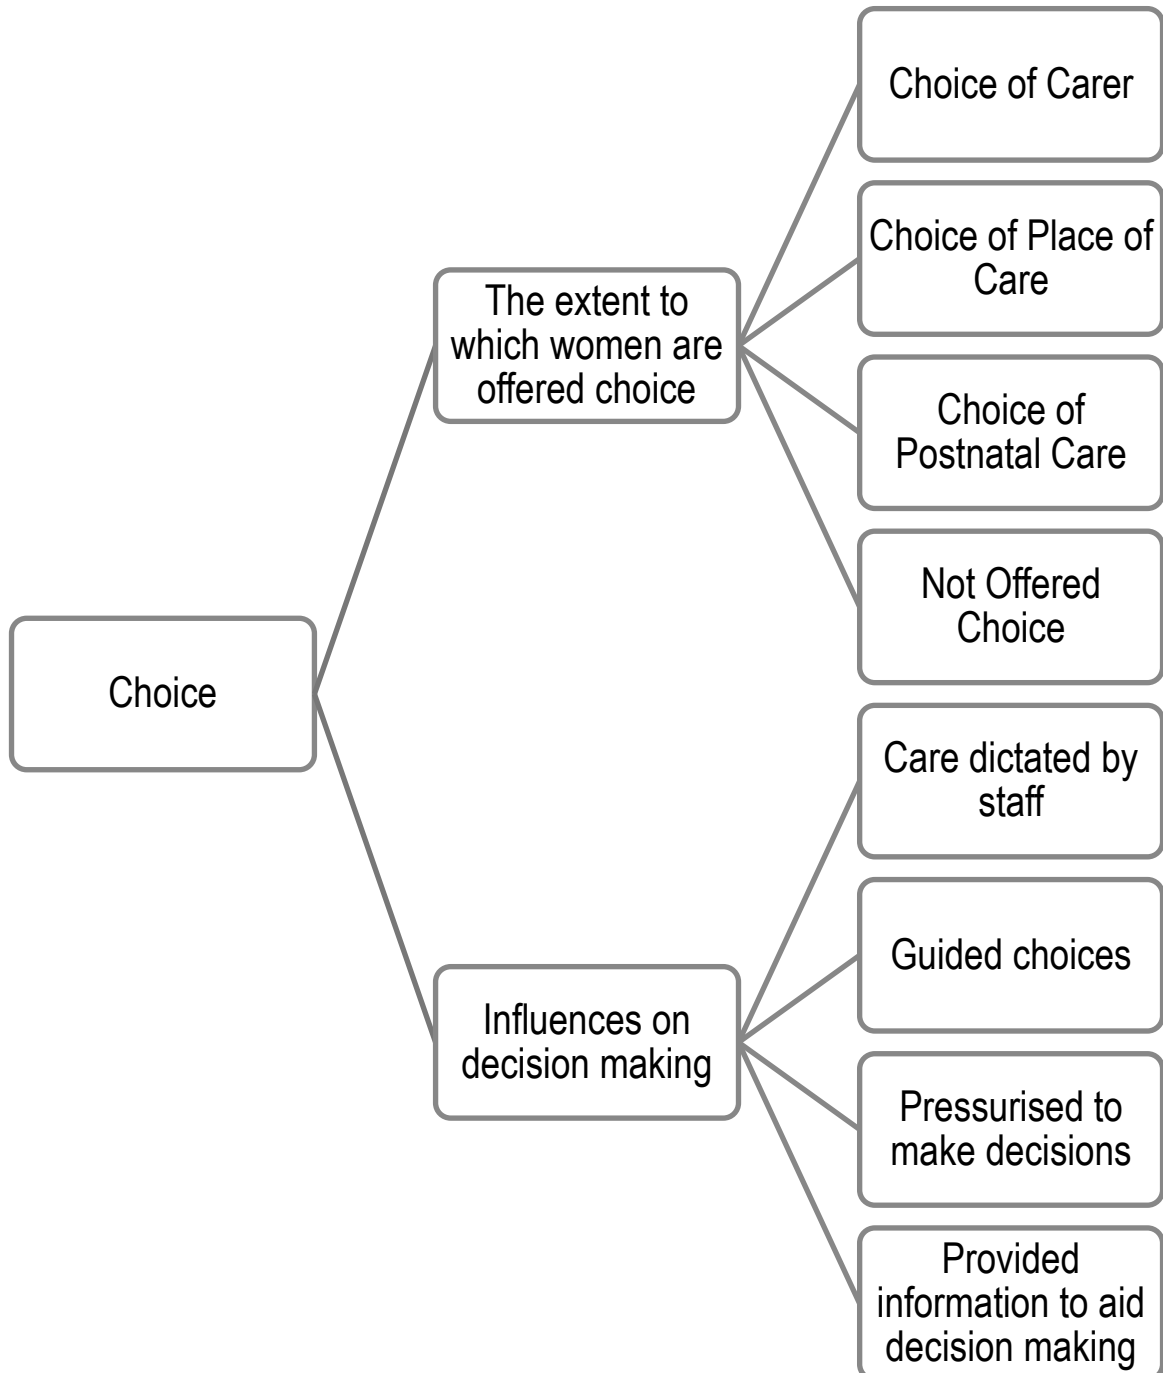 Choice of Carer
Choice of Place of
Care
The extent to
which women are
offered choice
Choice of
Postnatal Care
Not Offered
Choice
Choice
Care dictated by
staff
Guided choices
Influences on
decision making
Pressurised to
make decisions
Provided
information to aid
decision making